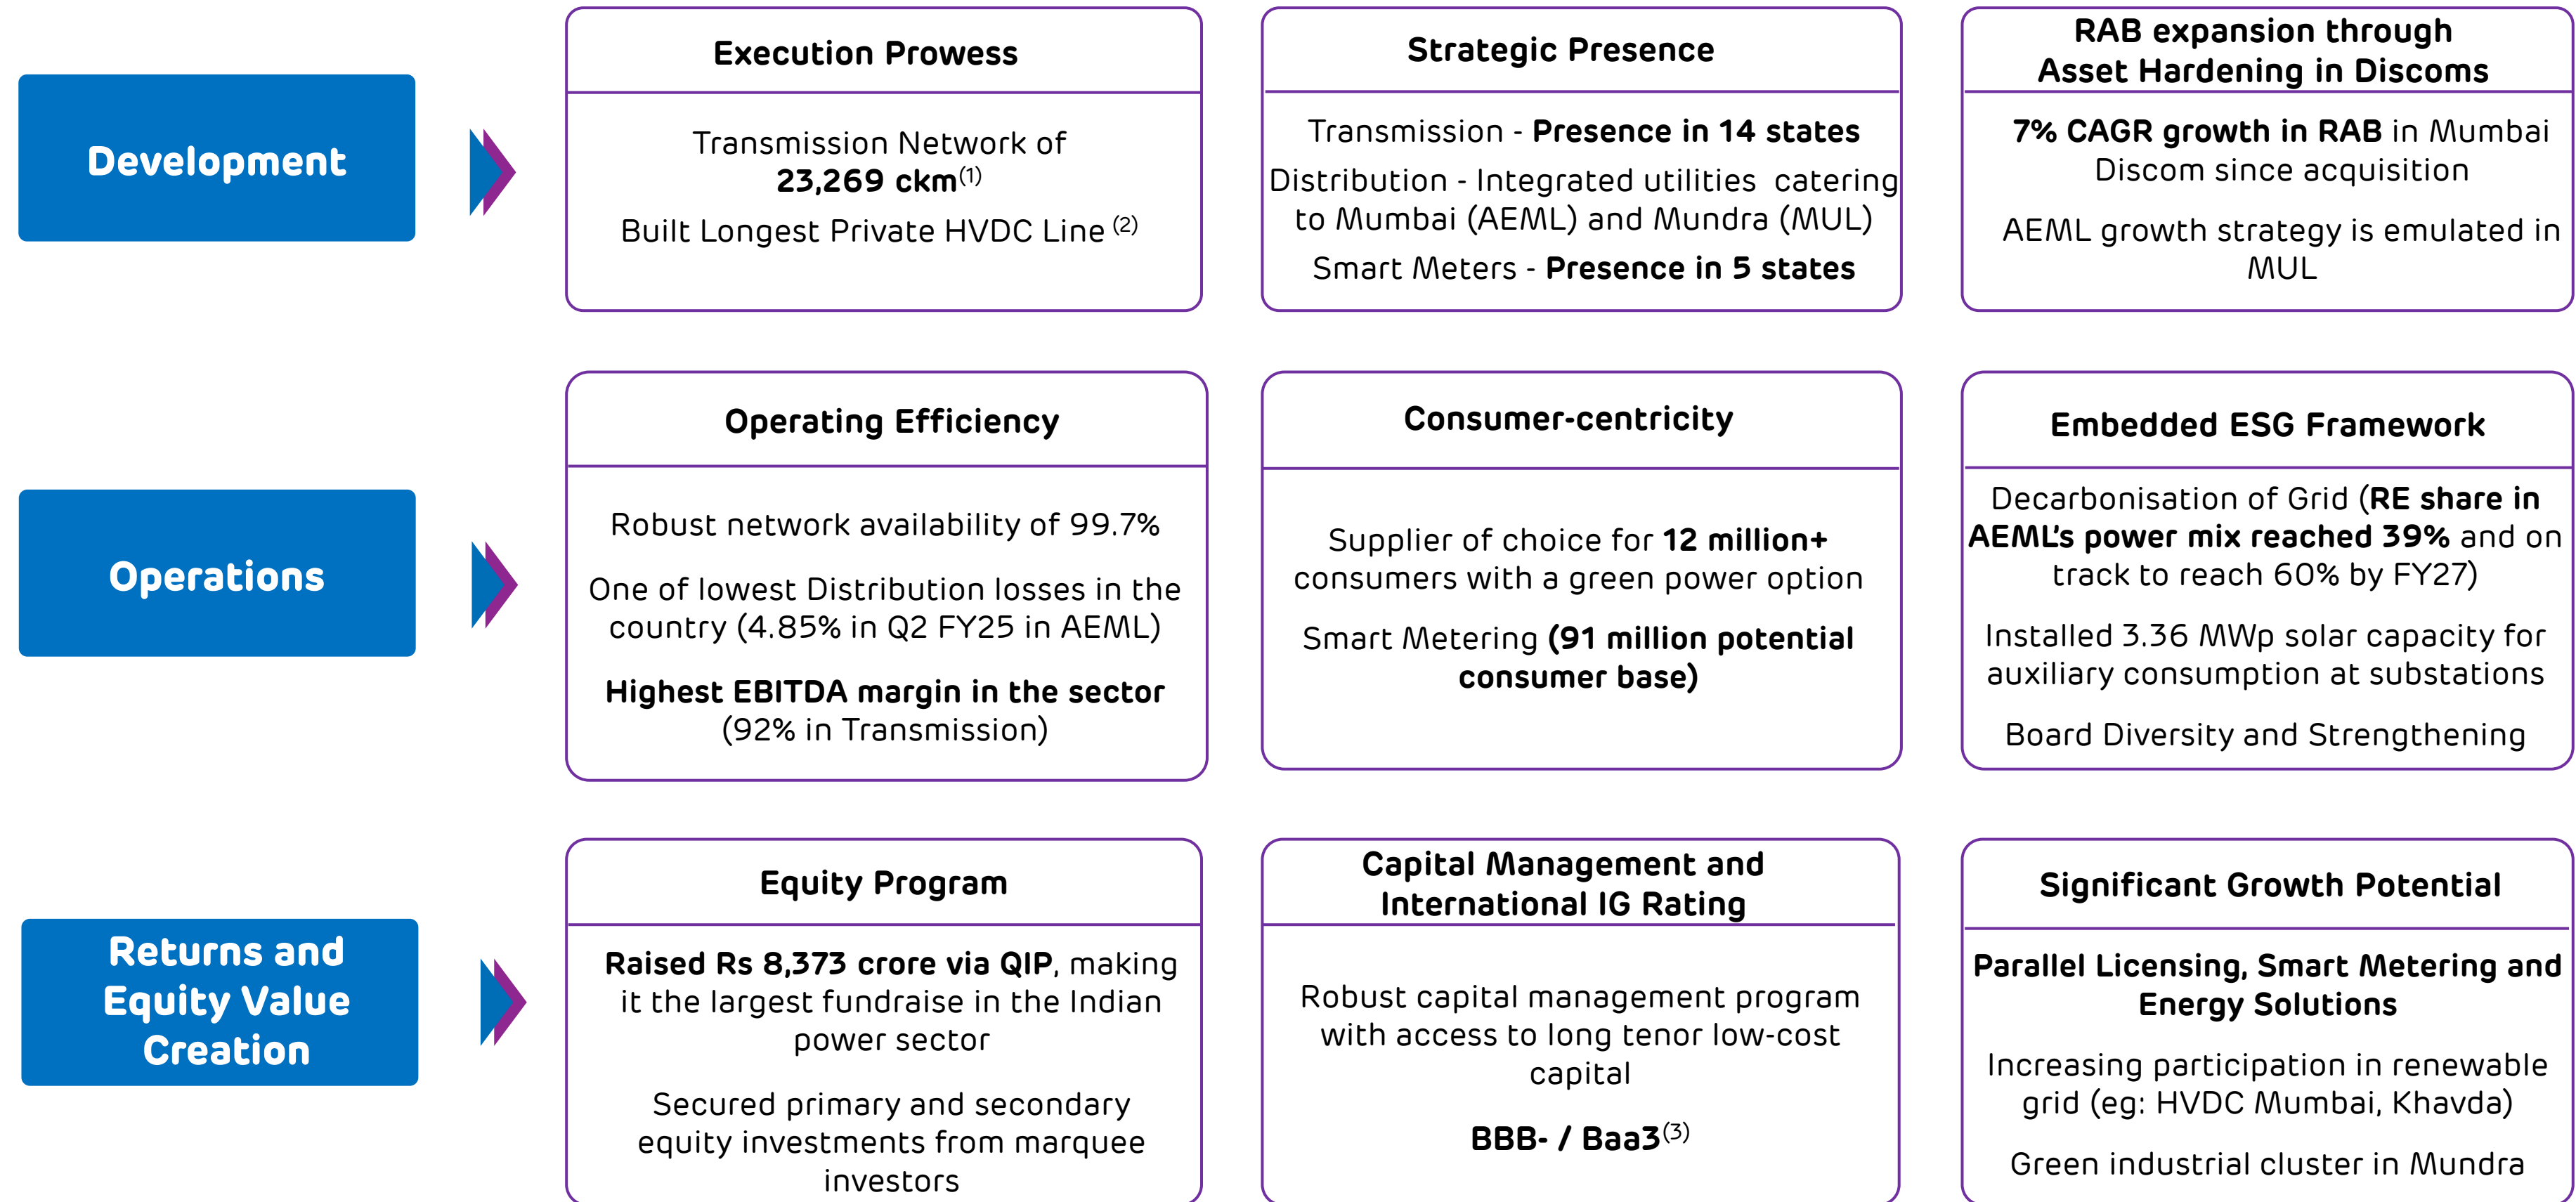 Development
Execution Prowess
Transmission Network of
23,269 ckm(1)
Built Longest Private HVDC Line (2)
Strategic Presence
Transmission - Presence in 14 states
Distribution - Integrated utilities catering
to Mumbai (AEML) and Mundra (MUL)
Smart Meters - Presence in 5 states
RAB expansion through
Asset Hardening in Discoms
7% CAGR growth in RAB in Mumbai
Discom since acquisition
AEML growth strategy is emulated in
MUL
Operations
Operating Efficiency
Robust network availability of 99.7%
One of lowest Distribution losses in the
country (4.85% in Q2 FY25 in AEML)
Highest EBITDA margin in the sector
(92% in Transmission)
Consumer-centricity
Supplier of choice for 12 million+
consumers with a green power option
Smart Metering (91 million potential
consumer base)
Embedded ESG Framework
Decarbonisation of Grid (RE share in
AEML's power mix reached 39% and on
track to reach 60% by FY27)
Installed 3.36 MWp solar capacity for
auxiliary consumption at substations
Board Diversity and Strengthening
Returns and
Equity Value
Creation
Equity Program
Raised Rs 8,373 crore via QIP, making
it the largest fundraise in the Indian
power sector
Secured primary and secondary
equity investments from marquee
investors
Capital Management and
International IG Rating
Robust capital management program
with access to long tenor low-cost
capital
BBB- / Baa3(3)
Significant Growth Potential
Parallel Licensing, Smart Metering and
Energy Solutions
Increasing participation in renewable
grid (eg: HVDC Mumbai, Khavda)
Green industrial cluster in Mundra